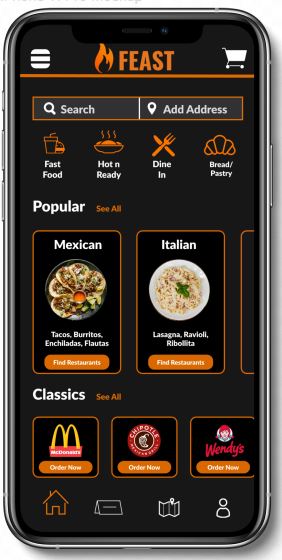 FEAST
Search
Add Address
Fast
Food
Hot n
Ready
Dine
In
Bread/
Pastry
Popular See All
Mexican
Tacos, Burritos,
Enchiladas, Flautas
Find Restaurants
Italian
Lasagna, Ravioli,
Ribollita
Find Restaurants
Classics See All
McDonald's
Order Now
CHIPOTLE
Order Now
Wendy's
Order Now